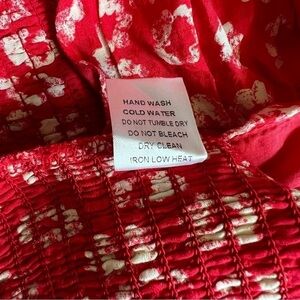 HAND WASH
COLD WATER
DO NOT TUMBLE DRY
DO NOT BLEACH
DRY CLEAN
IRON LOW HEAT